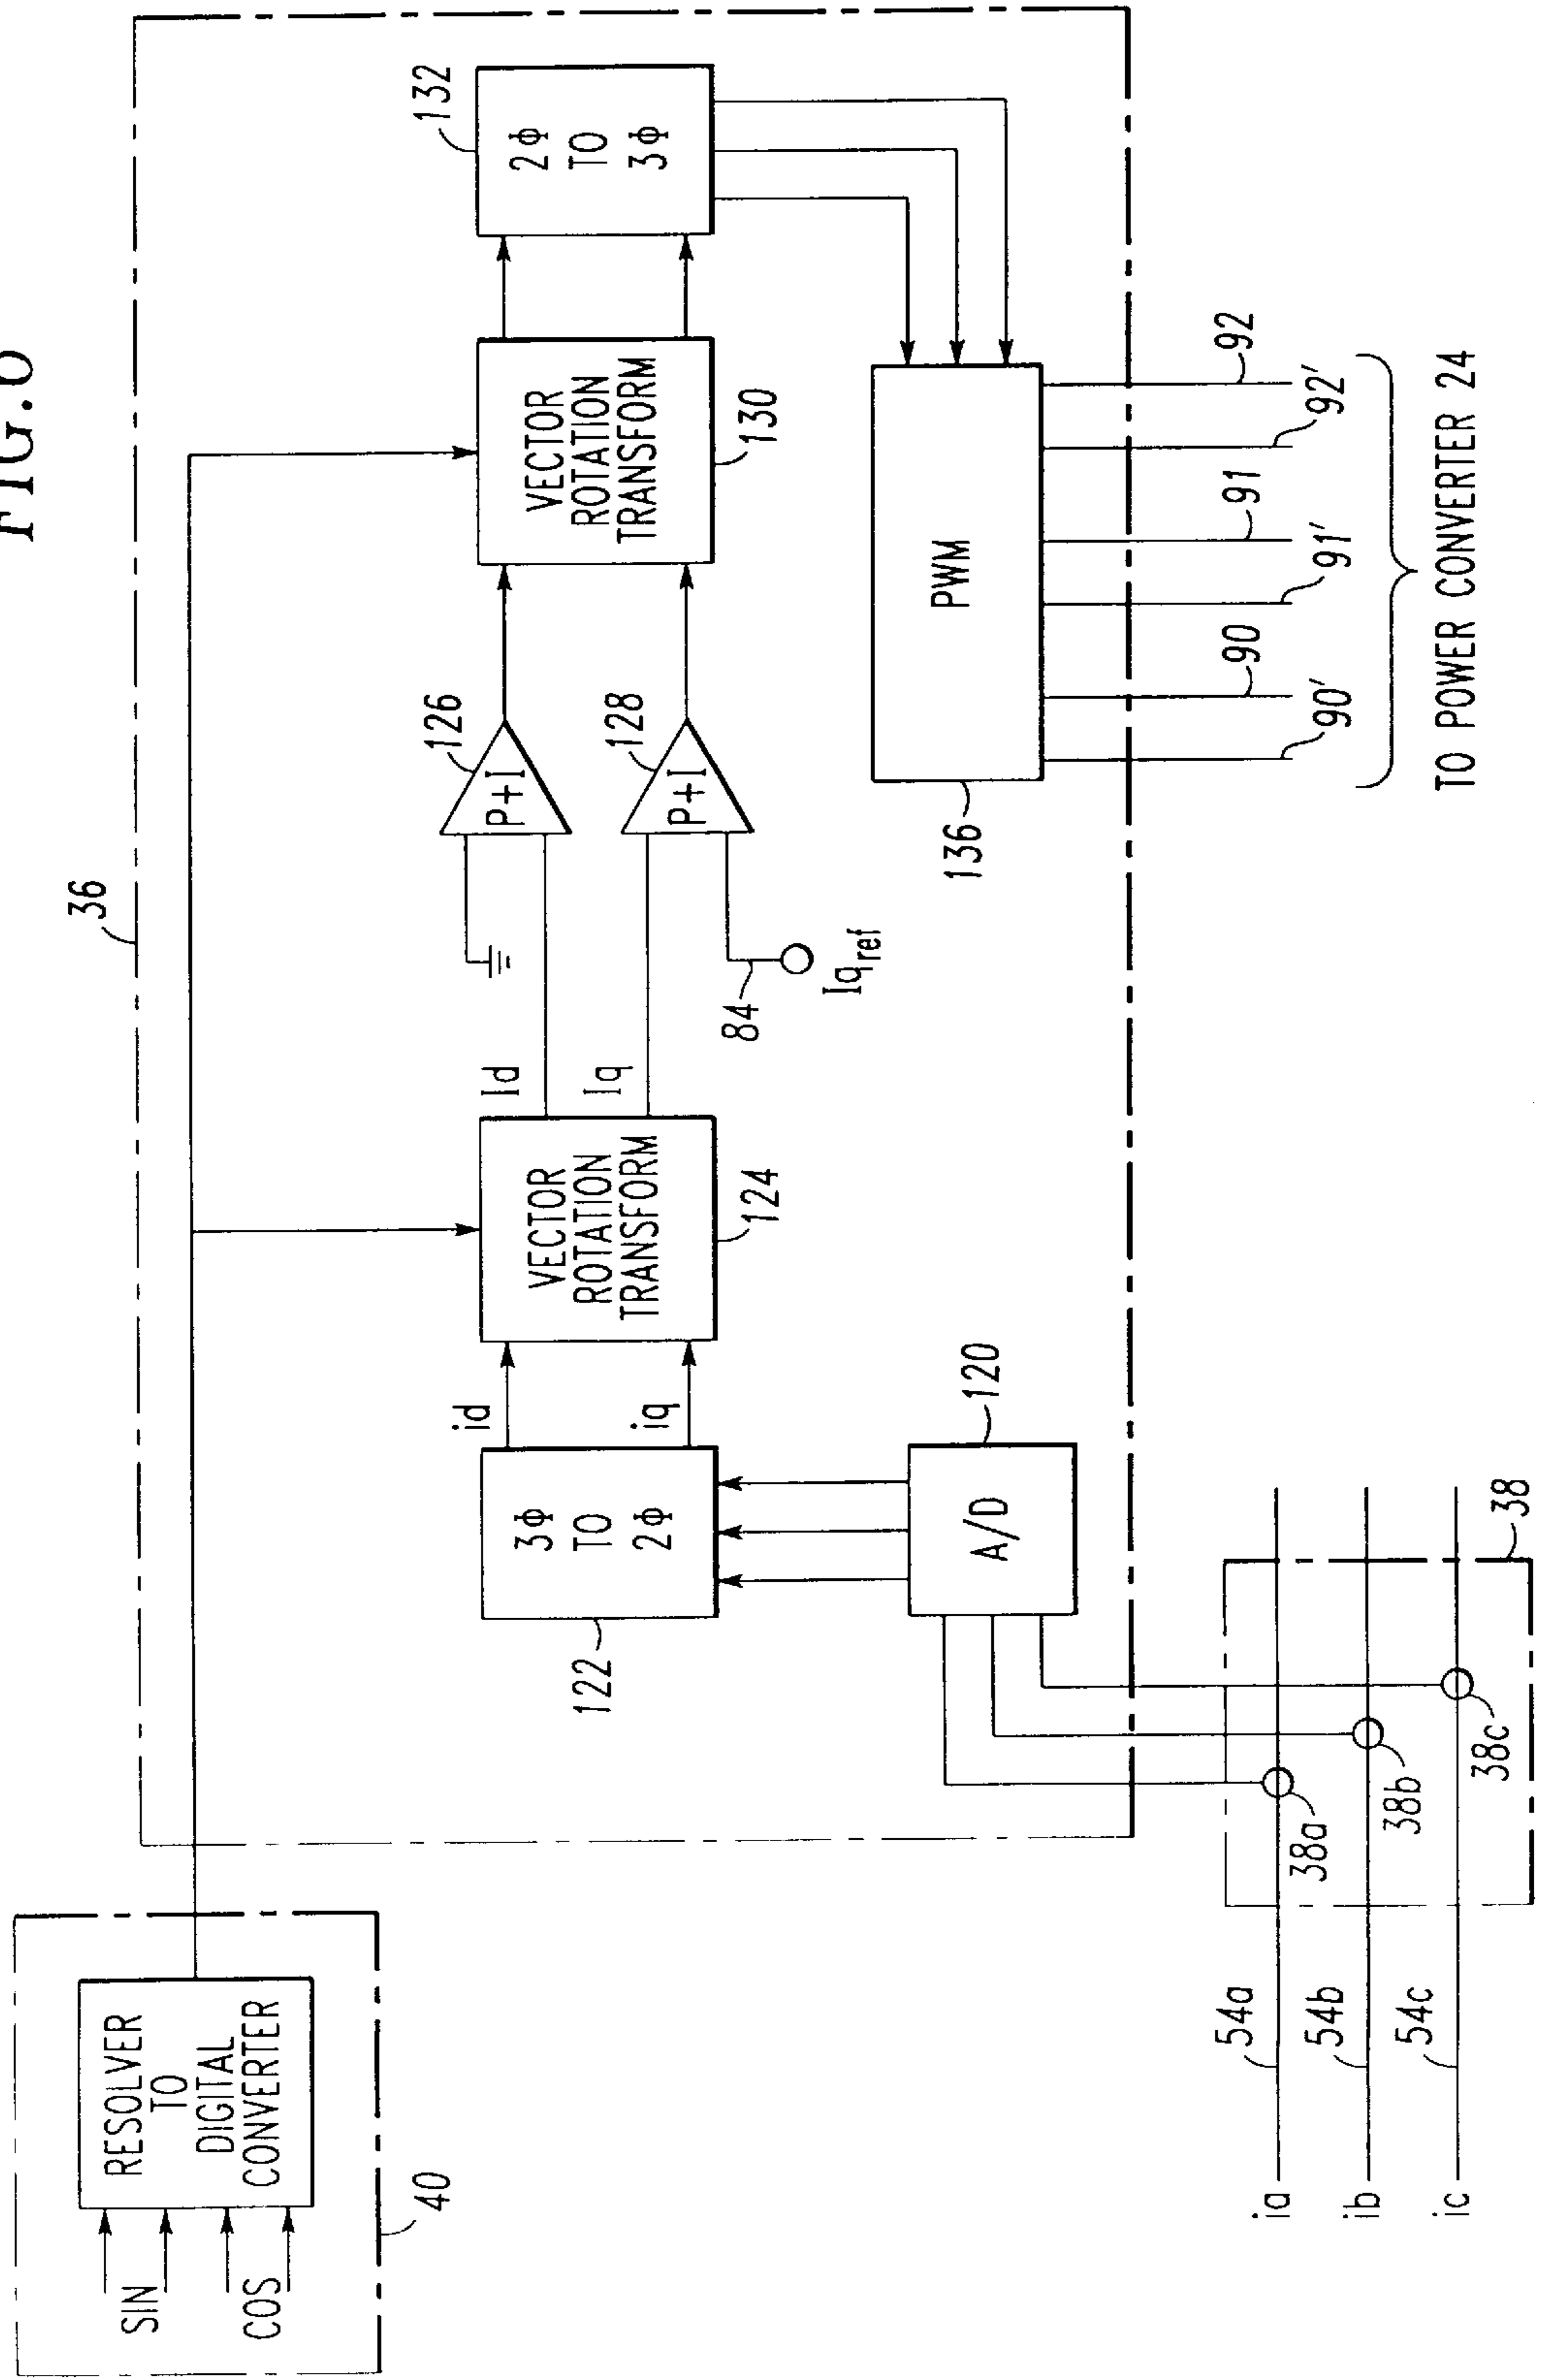 FIG. 6
36
RESOLVER
TO
DIGITAL
CONVERTER
SIN
COS
40
3Φ
TO
2Φ
122
id
iq
VECTOR
ROTATION
TRANSFORM
124
Id
Iq
P+I
126
P+I
128
84
Iqref
VECTOR
ROTATION
TRANSFORM
130
2Φ
TO
3Φ
132
A/D
120
PWM
136
90'
90
91'
91
92'
92
TO POWER CONVERTER 24
ia
54a
38a
ib
54b
38b
ic
54c
38c
38